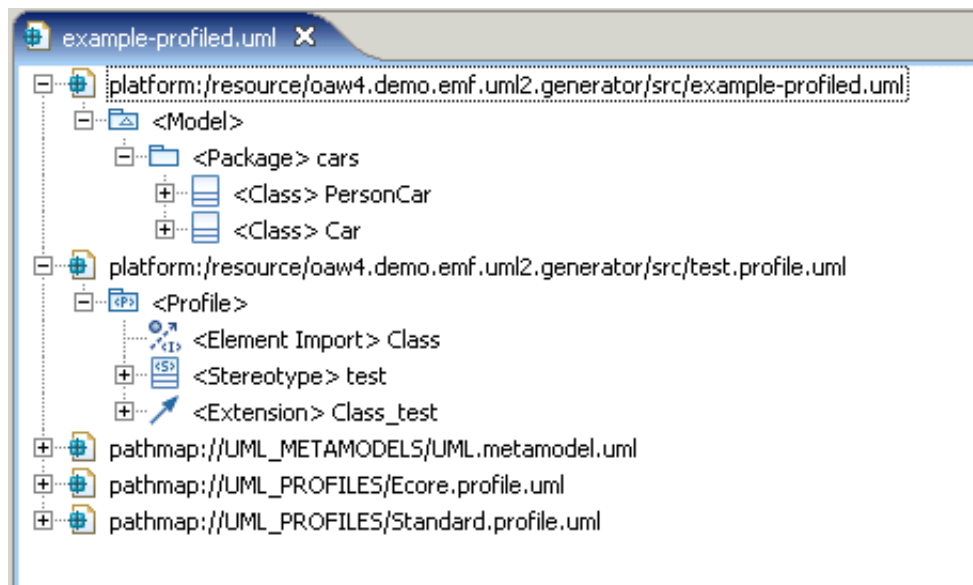 example-profiled.uml
platform:/resource/oaw4.demo.emf.uml2.generator/src/example-profiled.uml
<Model>
<Package> cars
<Class> PersonCar
<Class> Car
platform:/resource/oaw4.demo.emf.uml2.generator/src/test.profile.uml
<Profile>
<Element Import> Class
<Stereotype> test
<Extension> Class_test
pathmap://UML_METAMODELS/UML.metamodel.uml
pathmap://UML_PROFILES/Ecore.profile.uml
pathmap://UML_PROFILES/Standard.profile.uml